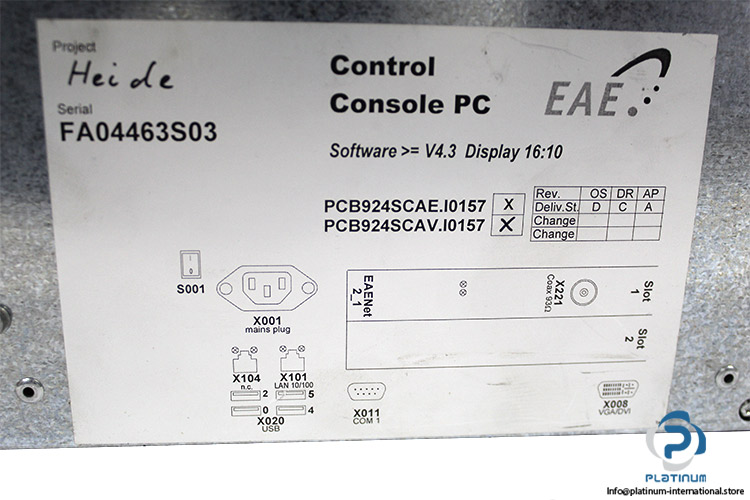 Project
Heide
Serial
FA04463S03
Control
Console PC
EAE
Software >= V4.3 Display 16:10
PCB924SCAE.I0157 X
PCB924SCAV.I0157 X
Rev. OS DR AP
Deliv.St. D C A
Change
Change
S001
X001
mains plug
EAENet
2_1
X221
Coax 93Ω
Slot
1
Slot
2
X104
n.c.
X101
LAN 10/100
2
5
0
4
X020
USB
X011
COM 1
X008
VGA/DVI
PLATINUM
Info@platinum-international.store